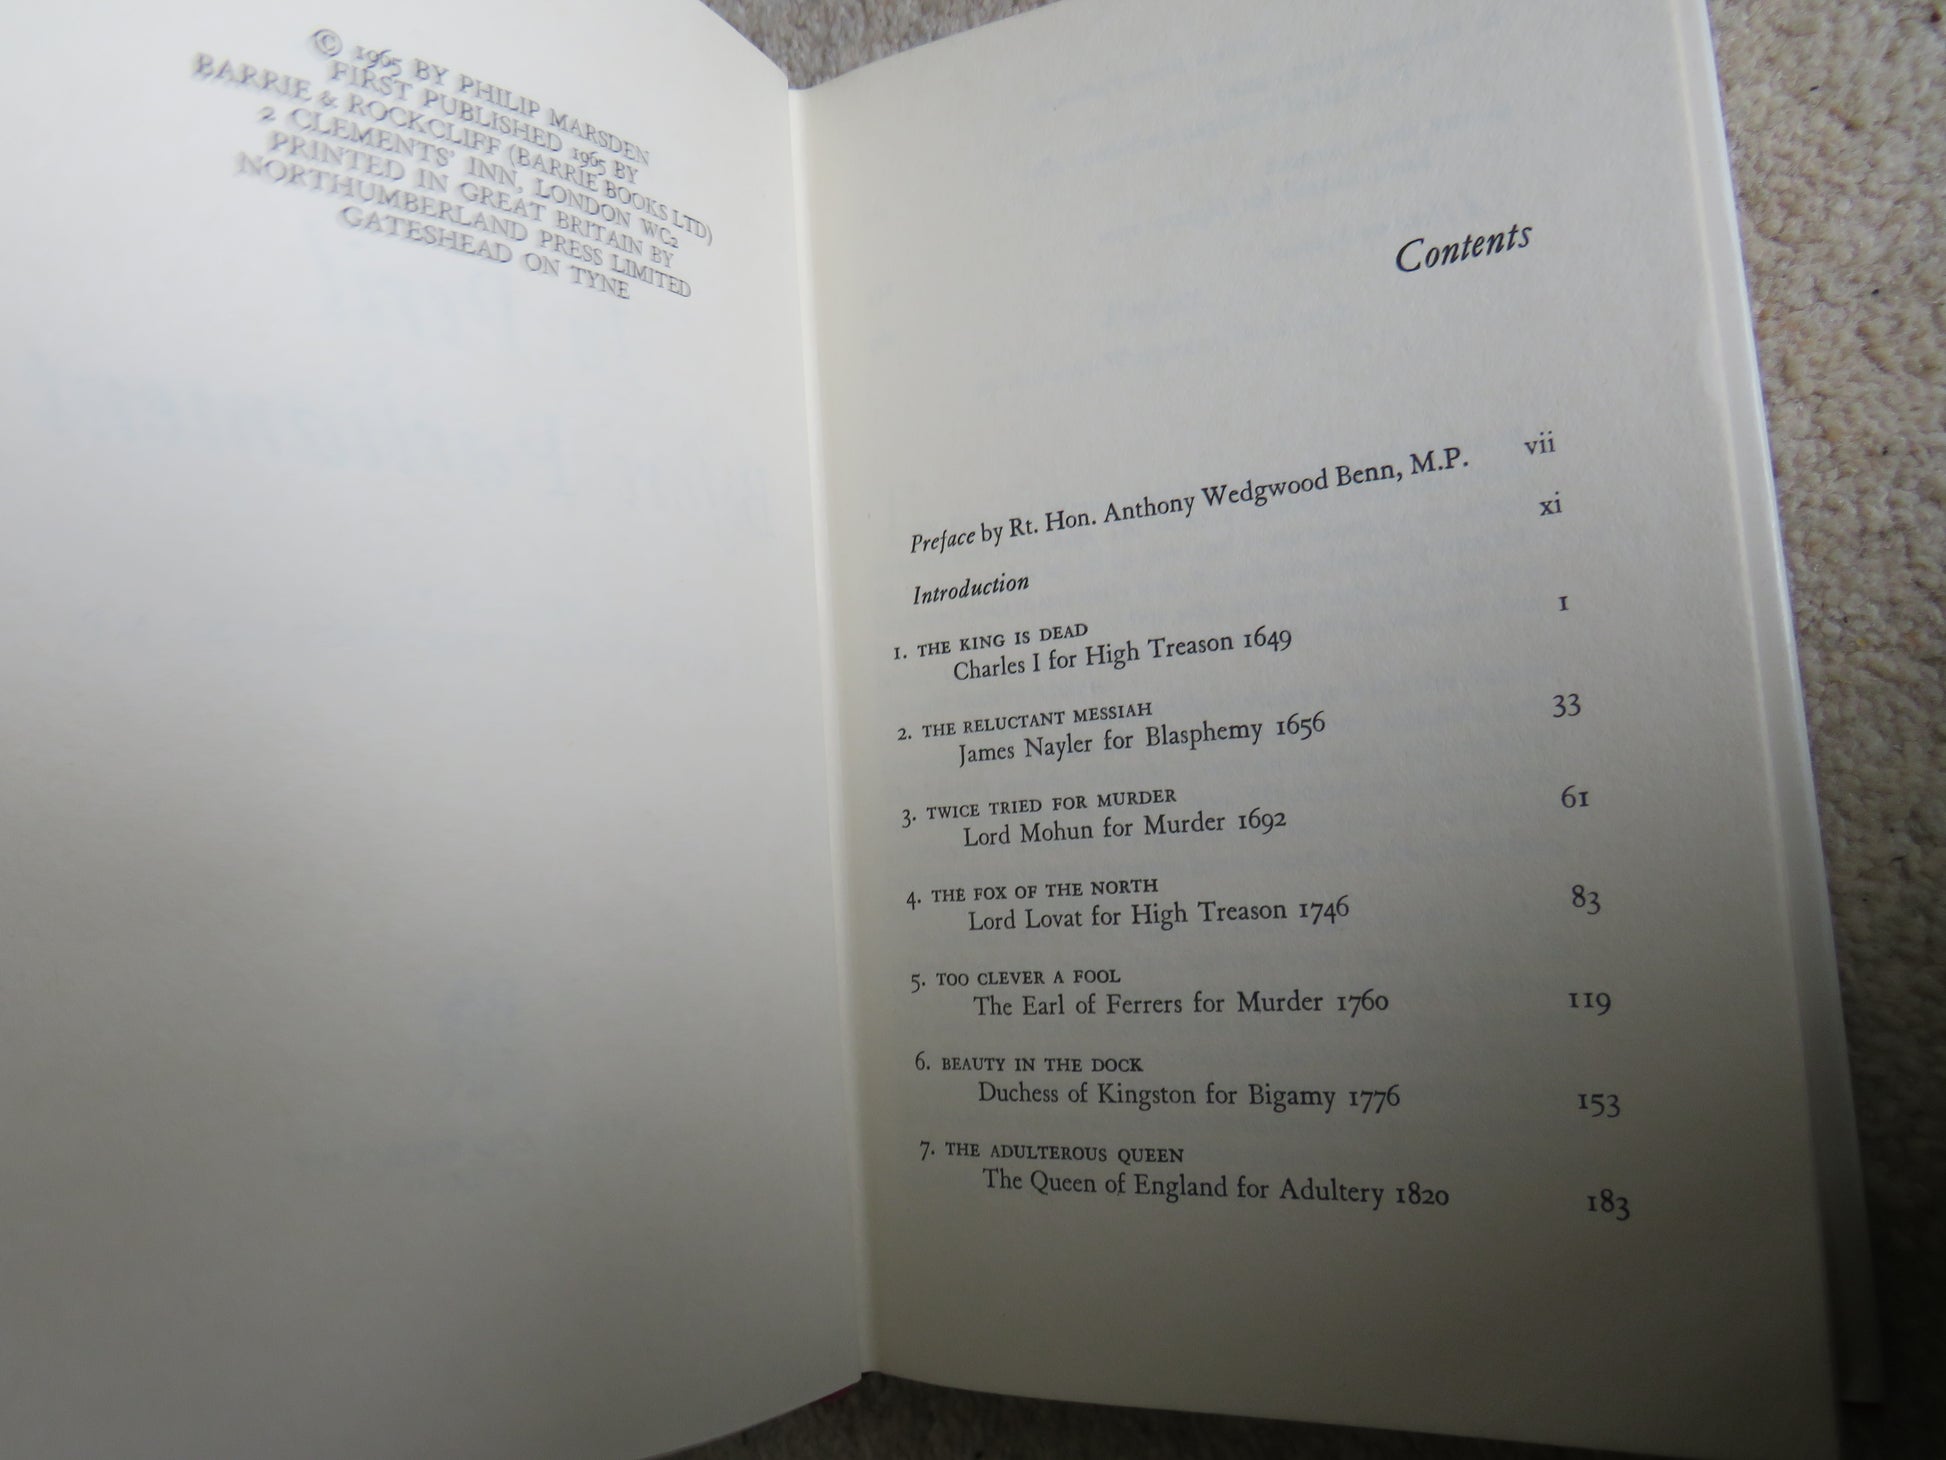 © 1965 BY PHILIP MARSDEN
FIRST PUBLISHED 1965 BY
BARRIE & ROCKCLIFF (BARRIE BOOKS LTD)
2 CLEMENTS' INN, LONDON WC2
PRINTED IN GREAT BRITAIN BY
NORTHUMBERLAND PRESS LIMITED
GATESHEAD ON TYNE
Contents
Preface by Rt. Hon. Anthony Wedgwood Benn, M.P. vii
Introduction xi
1. THE KING IS DEAD 1
Charles I for High Treason 1649
2. THE RELUCTANT MESSIAH 33
James Nayler for Blasphemy 1656
3. TWICE TRIED FOR MURDER 61
Lord Mohun for Murder 1692
4. THE FOX OF THE NORTH 83
Lord Lovat for High Treason 1746
5. TOO CLEVER A FOOL
The Earl of Ferrers for Murder 1760 119
6. BEAUTY IN THE DOCK
Duchess of Kingston for Bigamy 1776 153
7. THE ADULTEROUS QUEEN
The Queen of England for Adultery 1820 183